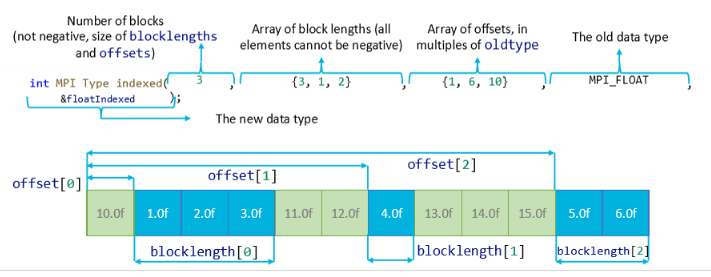 Number of blocks
(not negative, size of blocklengths
and offsets)
Array of block lengths (all
elements cannot be negative)
Array of offsets, in
multiples of oldtype
The old data type
int MPI Type indexed( 3 , {3, 1, 2} , {1, 6, 10} , MPI_FLOAT ,
&floatIndexed );
The new data type
offset[2]
offset[1]
offset[0]
10.0f 1.0f 2.0f 3.0f 11.0f 12.0f 4.0f 13.0f 14.0f 15.0f 5.0f 6.0f
blocklength[0] blocklength[1] blocklength[2]